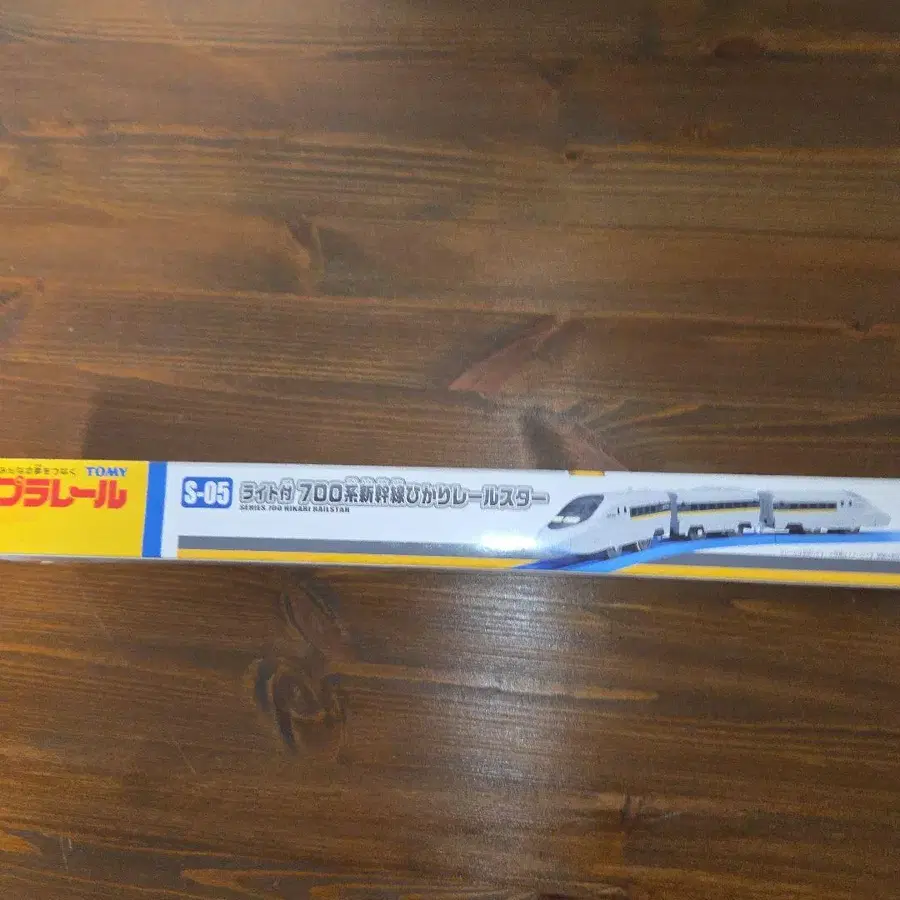 みんなの夢をつなぐ TOMY
プラレール
S-05 ライト付 700系新幹線ひかりレールスター
SERIES 700 HIKARI RAILSTAR